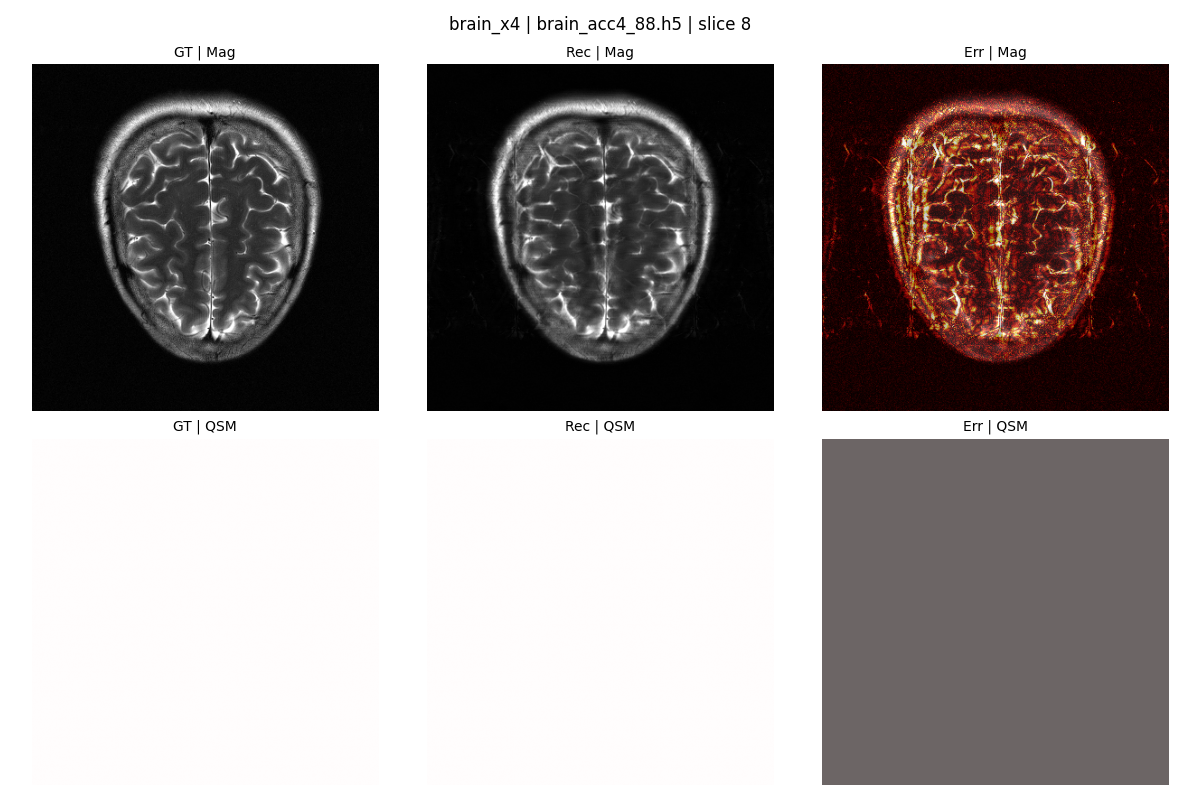 brain_x4 | brain_acc4_88.h5 | slice 8
GT | Mag
Rec | Mag
Err | Mag
GT | QSM
Rec | QSM
Err | QSM